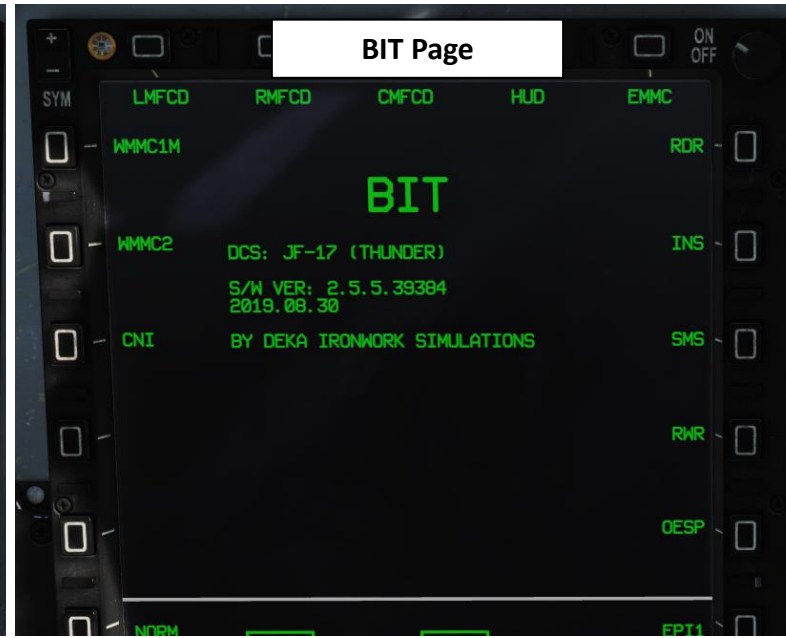 BIT Page
ON
OFF
+
−
SYM
LMFCD RMFCD CMFCD HUD EMMC
WMMC1M RDR
BIT
WMMC2 INS
DCS: JF-17 (THUNDER)
S/W VER: 2.5.5.39384
2019.08.30
CNI SMS
BY DEKA IRONWORK SIMULATIONS
RWR
OESP
NORM EPI1